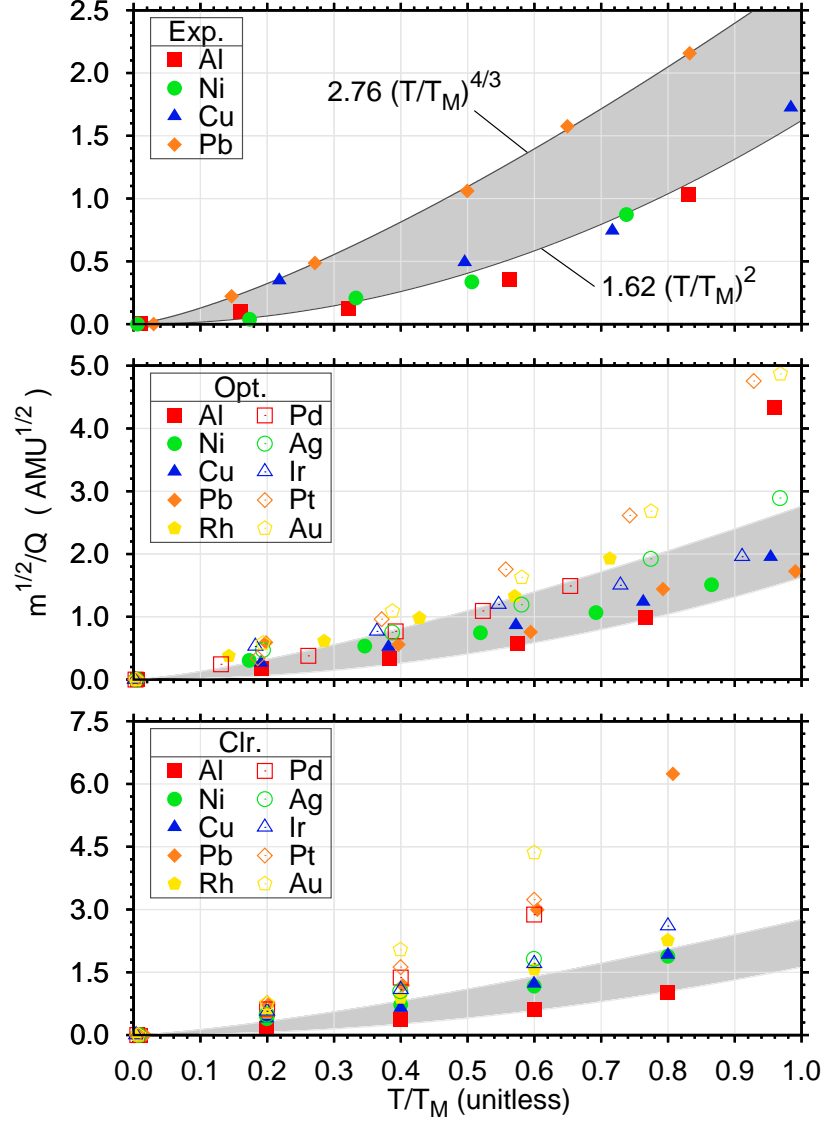 2.5
2.0
1.5
1.0
0.5
0.0
Exp.
Al
Ni
Cu
Pb
2.76 (T/T_M)^4/3
1.62 (T/T_M)^2
m^1/2/Q ( AMU^1/2 )
5.0
4.0
3.0
2.0
1.0
0.0
Opt.
Al Pd
Ni Ag
Cu Ir
Pb Pt
Rh Au
7.5
6.0
4.5
3.0
1.5
0.0
Clr.
Al Pd
Ni Ag
Cu Ir
Pb Pt
Rh Au
0.0 0.1 0.2 0.3 0.4 0.5 0.6 0.7 0.8 0.9 1.0
T/T_M (unitless)